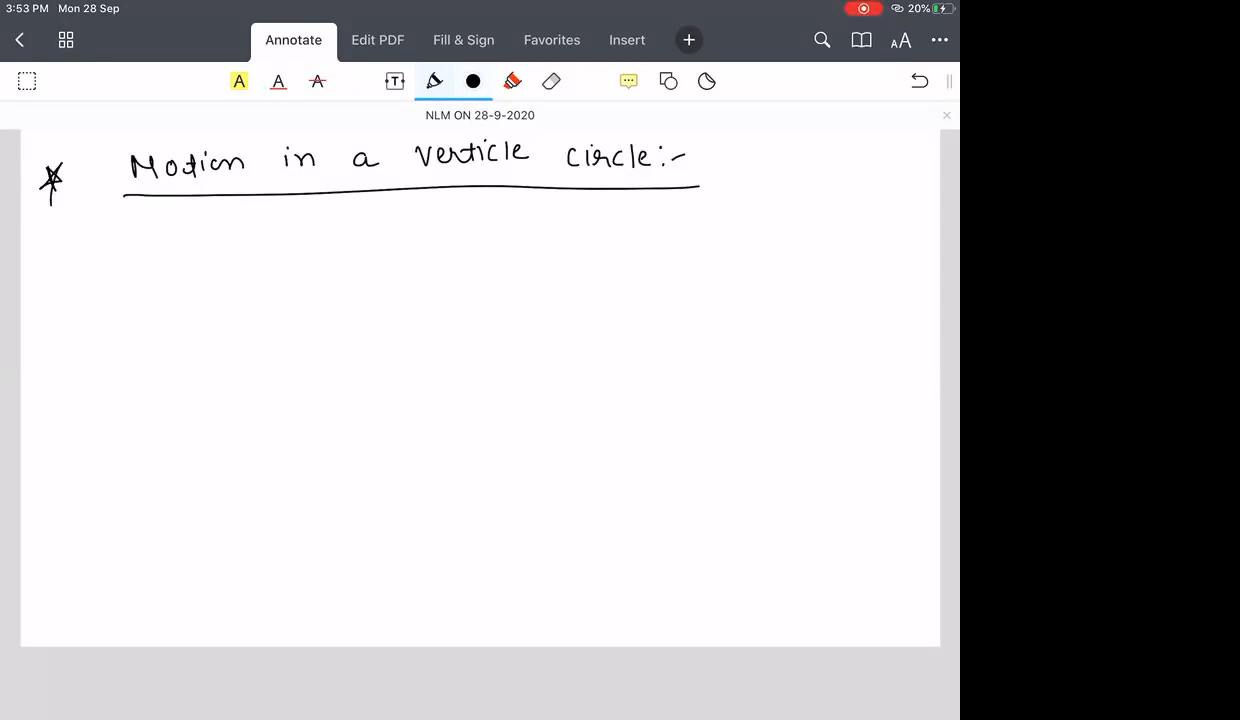 3:53 PM Mon 28 Sep 20%
Annotate Edit PDF Fill & Sign Favorites Insert
A A A T
NLM ON 28-9-2020
Motion in a verticle circle:-